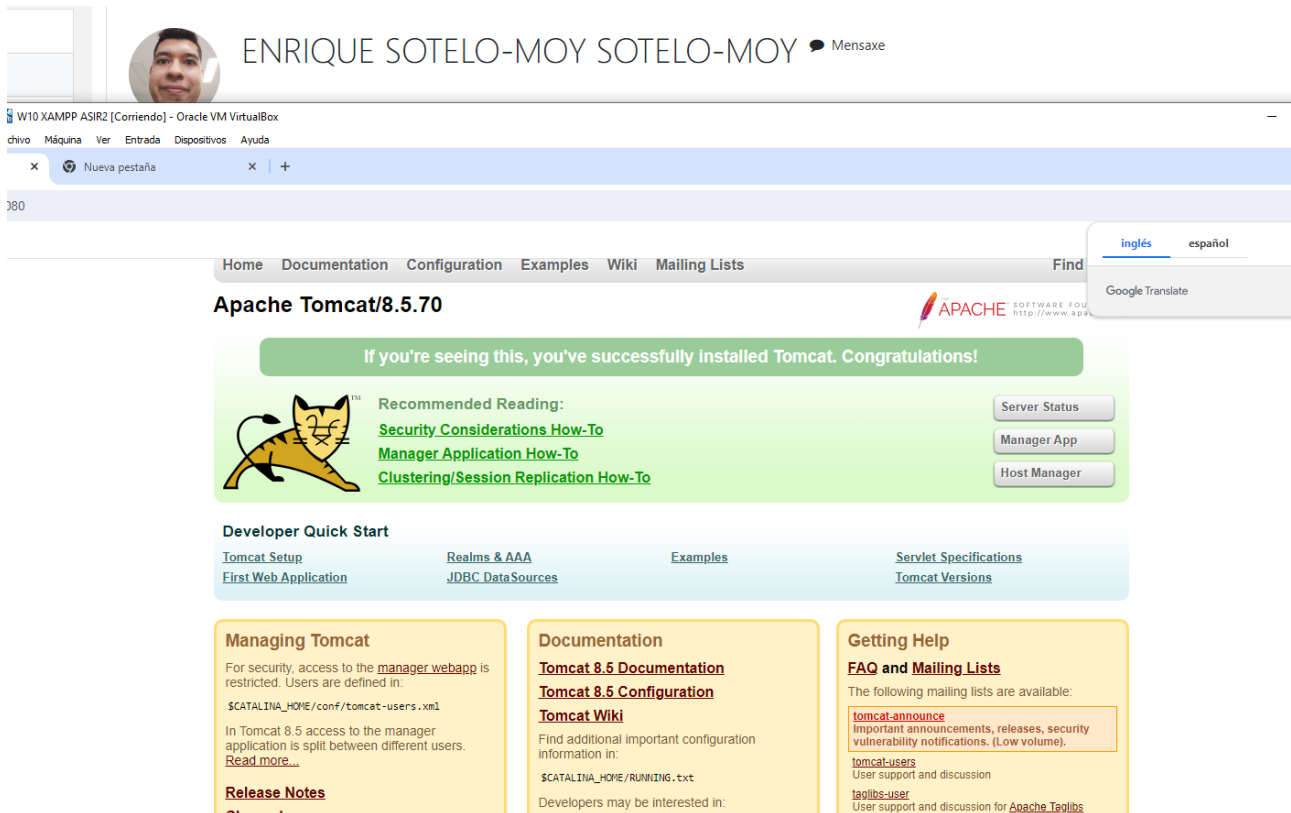 ENRIQUE SOTELO-MOY SOTELO-MOY Mensaxe
W10 XAMPP ASIR2 [Corriendo] - Oracle VM VirtualBox
chivo Máquina Ver Entrada Dispositivos Ayuda
Nueva pestaña
080
inglés español
Google Translate
Home Documentation Configuration Examples Wiki Mailing Lists Find
Apache Tomcat/8.5.70
THE
APACHE SOFTWARE FOU
http://www.apa
If you're seeing this, you've successfully installed Tomcat. Congratulations!
TM
Recommended Reading:
Security Considerations How-To
Manager Application How-To
Clustering/Session Replication How-To
Server Status
Manager App
Host Manager
Developer Quick Start
Tomcat Setup
First Web Application
Realms & AAA
JDBC DataSources
Examples
Servlet Specifications
Tomcat Versions
Managing Tomcat
For security, access to the manager webapp is
restricted. Users are defined in:
$CATALINA_HOME/conf/tomcat-users.xml
In Tomcat 8.5 access to the manager
application is split between different users.
Read more...
Release Notes
Documentation
Tomcat 8.5 Documentation
Tomcat 8.5 Configuration
Tomcat Wiki
Find additional important configuration
information in:
$CATALINA_HOME/RUNNING.txt
Developers may be interested in:
Getting Help
FAQ and Mailing Lists
The following mailing lists are available:
tomcat-announce
Important announcements, releases, security
vulnerability notifications. (Low volume).
tomcat-users
User support and discussion
taglibs-user
User support and discussion for Apache Taglibs